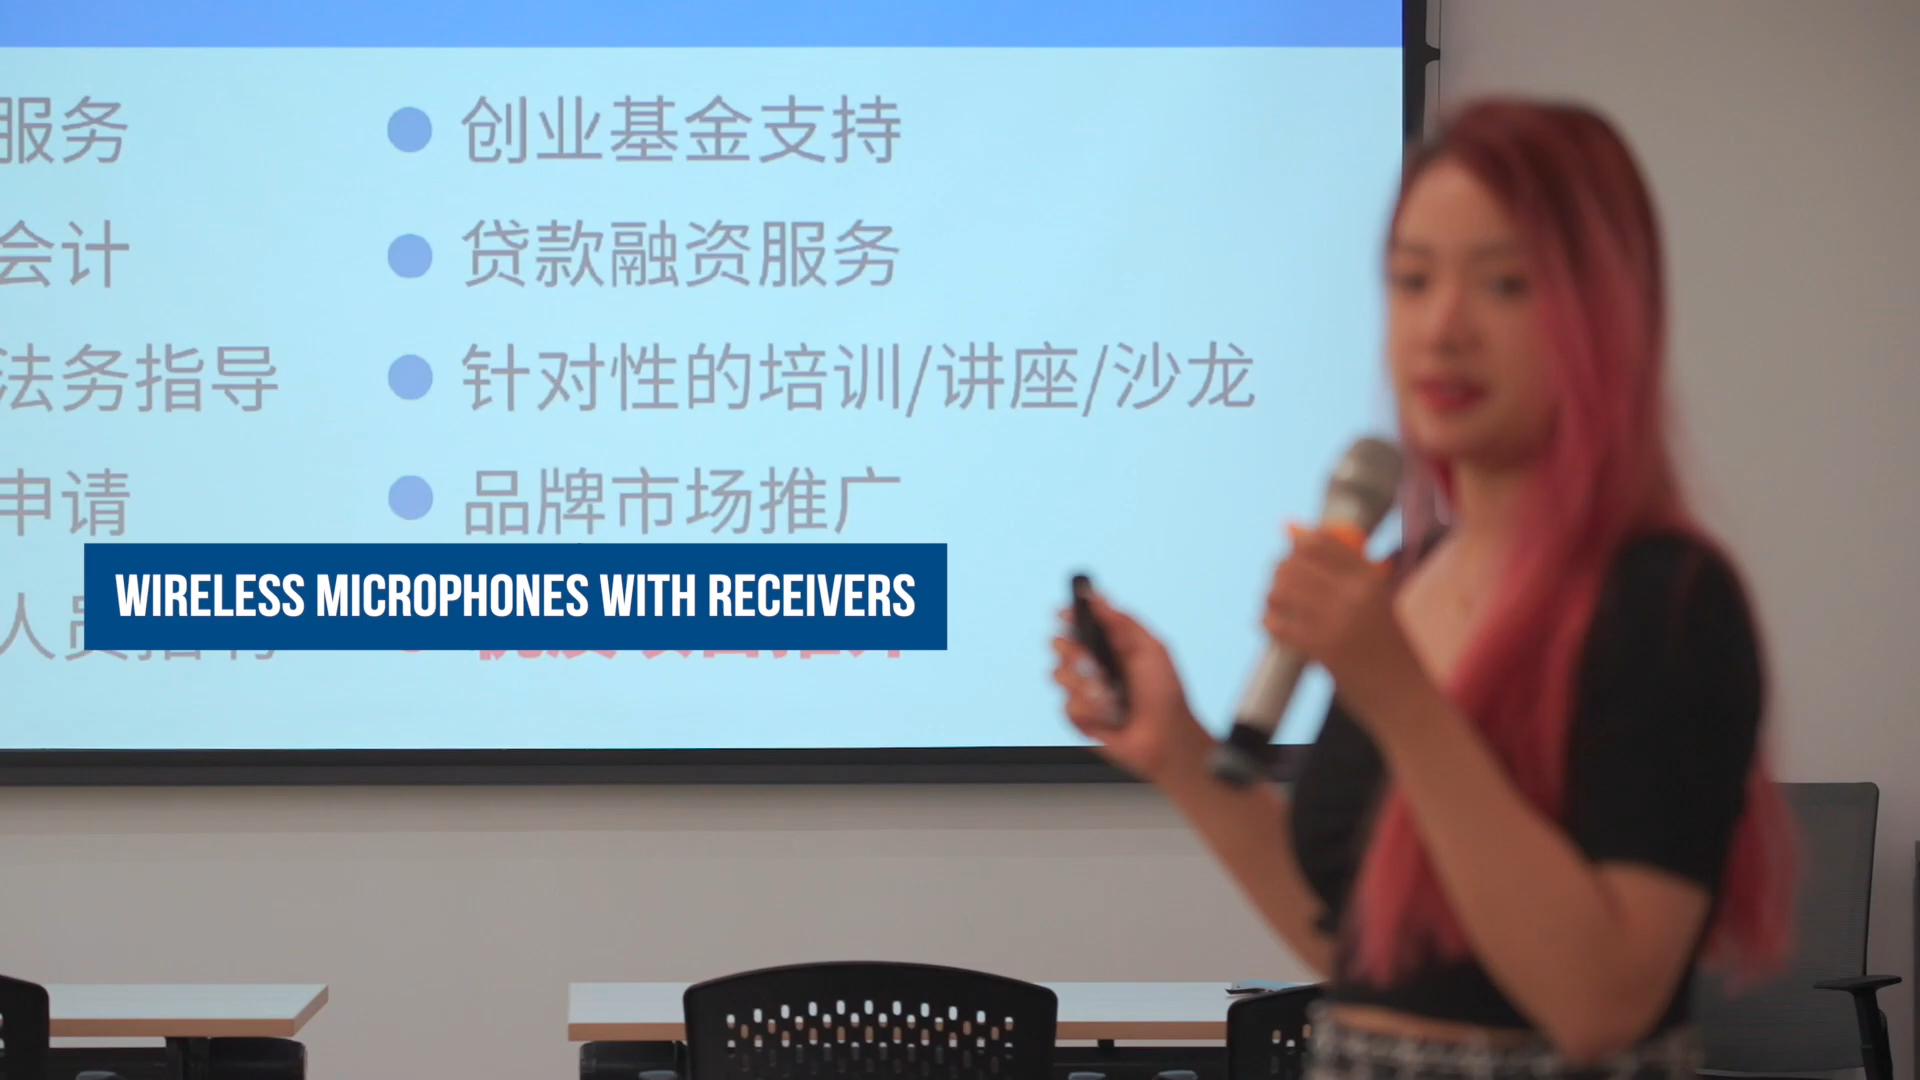 服务
创业基金支持
会计
贷款融资服务
法务指导
针对性的培训/讲座/沙龙
申请
品牌市场推广
WIRELESS MICROPHONES WITH RECEIVERS